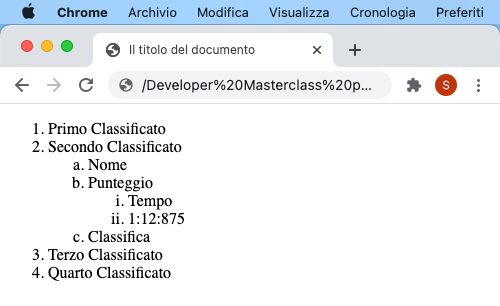 Chrome Archivio Modifica Visualizza Cronologia Preferiti
Il titolo del documento
/Developer%20Masterclass%20p...
S
1. Primo Classificato
2. Secondo Classificato
a. Nome
b. Punteggio
i. Tempo
ii. 1:12:875
c. Classifica
3. Terzo Classificato
4. Quarto Classificato